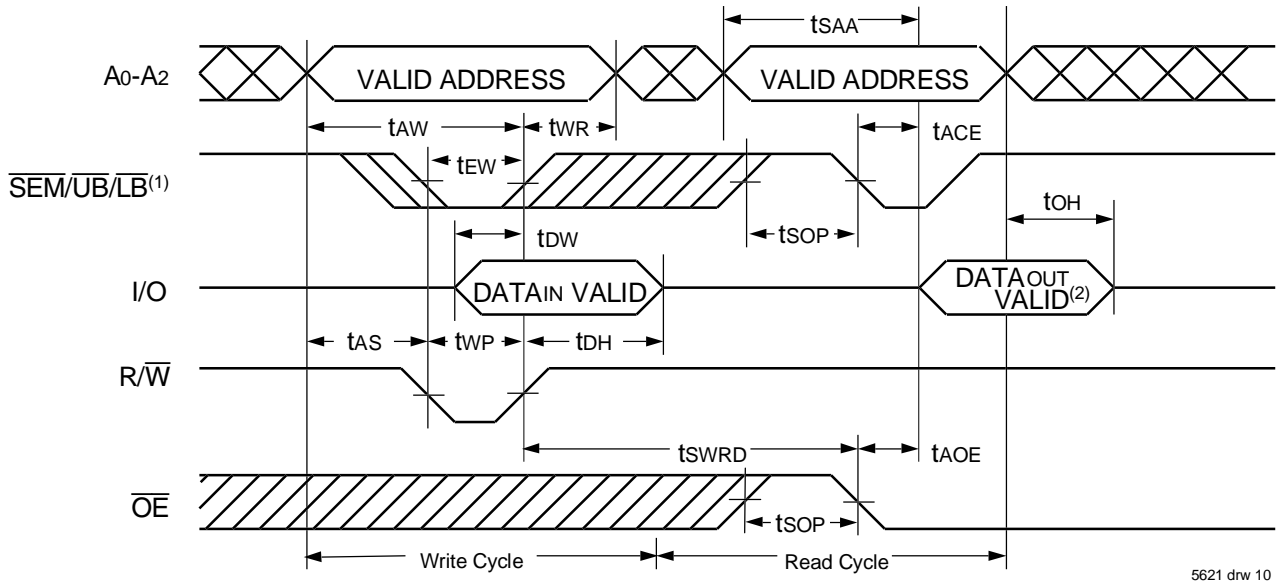 tSAA
A0-A2 VALID ADDRESS VALID ADDRESS
tAW tWR tACE
SEM/UB/LB(1) tEW tOH
tDW tSOP
I/O DATAIN VALID DATAOUT VALID(2)
tAS tWP tDH
R/W
tSWRD tAOE
OE tSOP
Write Cycle Read Cycle
5621 drw 10